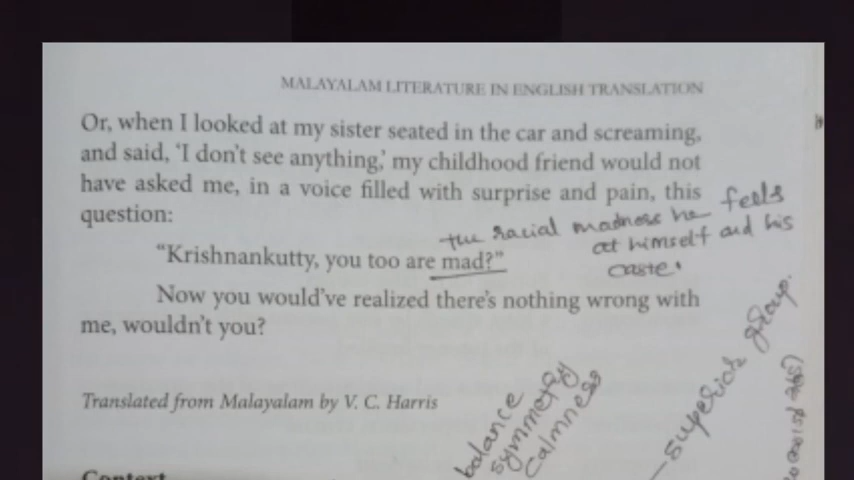 MALAYALAM LITERATURE IN ENGLISH TRANSLATION
Or, when I looked at my sister seated in the car and screaming,
and said, 'I don't see anything,' my childhood friend would not
have asked me, in a voice filled with surprise and pain, this
question:
the racial madness he feels
at himself and his
caste.
"Krishnankutty, you too are mad?"
Now you would've realized there's nothing wrong with
me, wouldn't you?
Translated from Malayalam by V. C. Harris
balance
symmetry
calmness
superior group.
Context